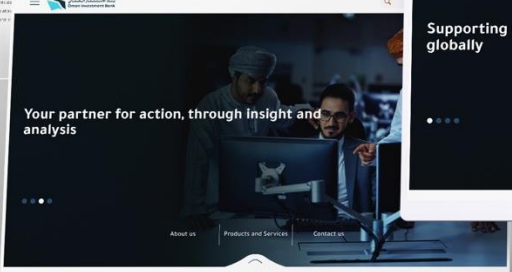 Oman Investment Bank
Your partner for action, through insight and
analysis
About us
Products and Services
Contact us
Supporting
globally